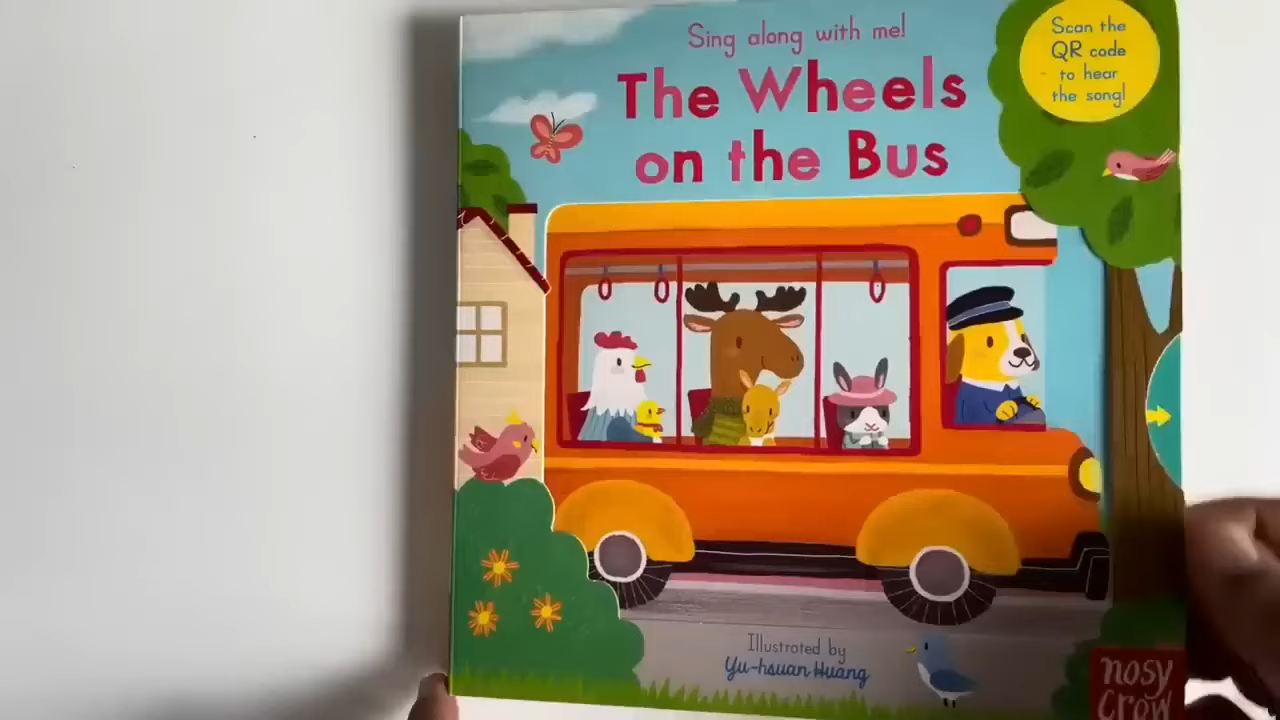 Sing along with me!
The Wheels
on the Bus
Scan the
QR code
to hear
the song!
Illustrated by
Yu-hsuan Huang
nosy
crow